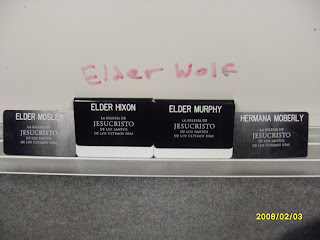 Elder Wolf
ELDER MOSLEY
LA IGLESIA DE
JESUCRISTO
DE LOS SANTOS
DE LOS ÚLTIMOS DÍAS
ELDER HIXON
LA IGLESIA DE
JESUCRISTO
DE LOS SANTOS
DE LOS ÚLTIMOS DÍAS
ELDER MURPHY
LA IGLESIA DE
JESUCRISTO
DE LOS SANTOS
DE LOS ÚLTIMOS DÍAS
HERMANA MOBERLY
LA IGLESIA DE
JESUCRISTO
DE LOS SANTOS
DE LOS ÚLTIMOS DÍAS
2008/02/03